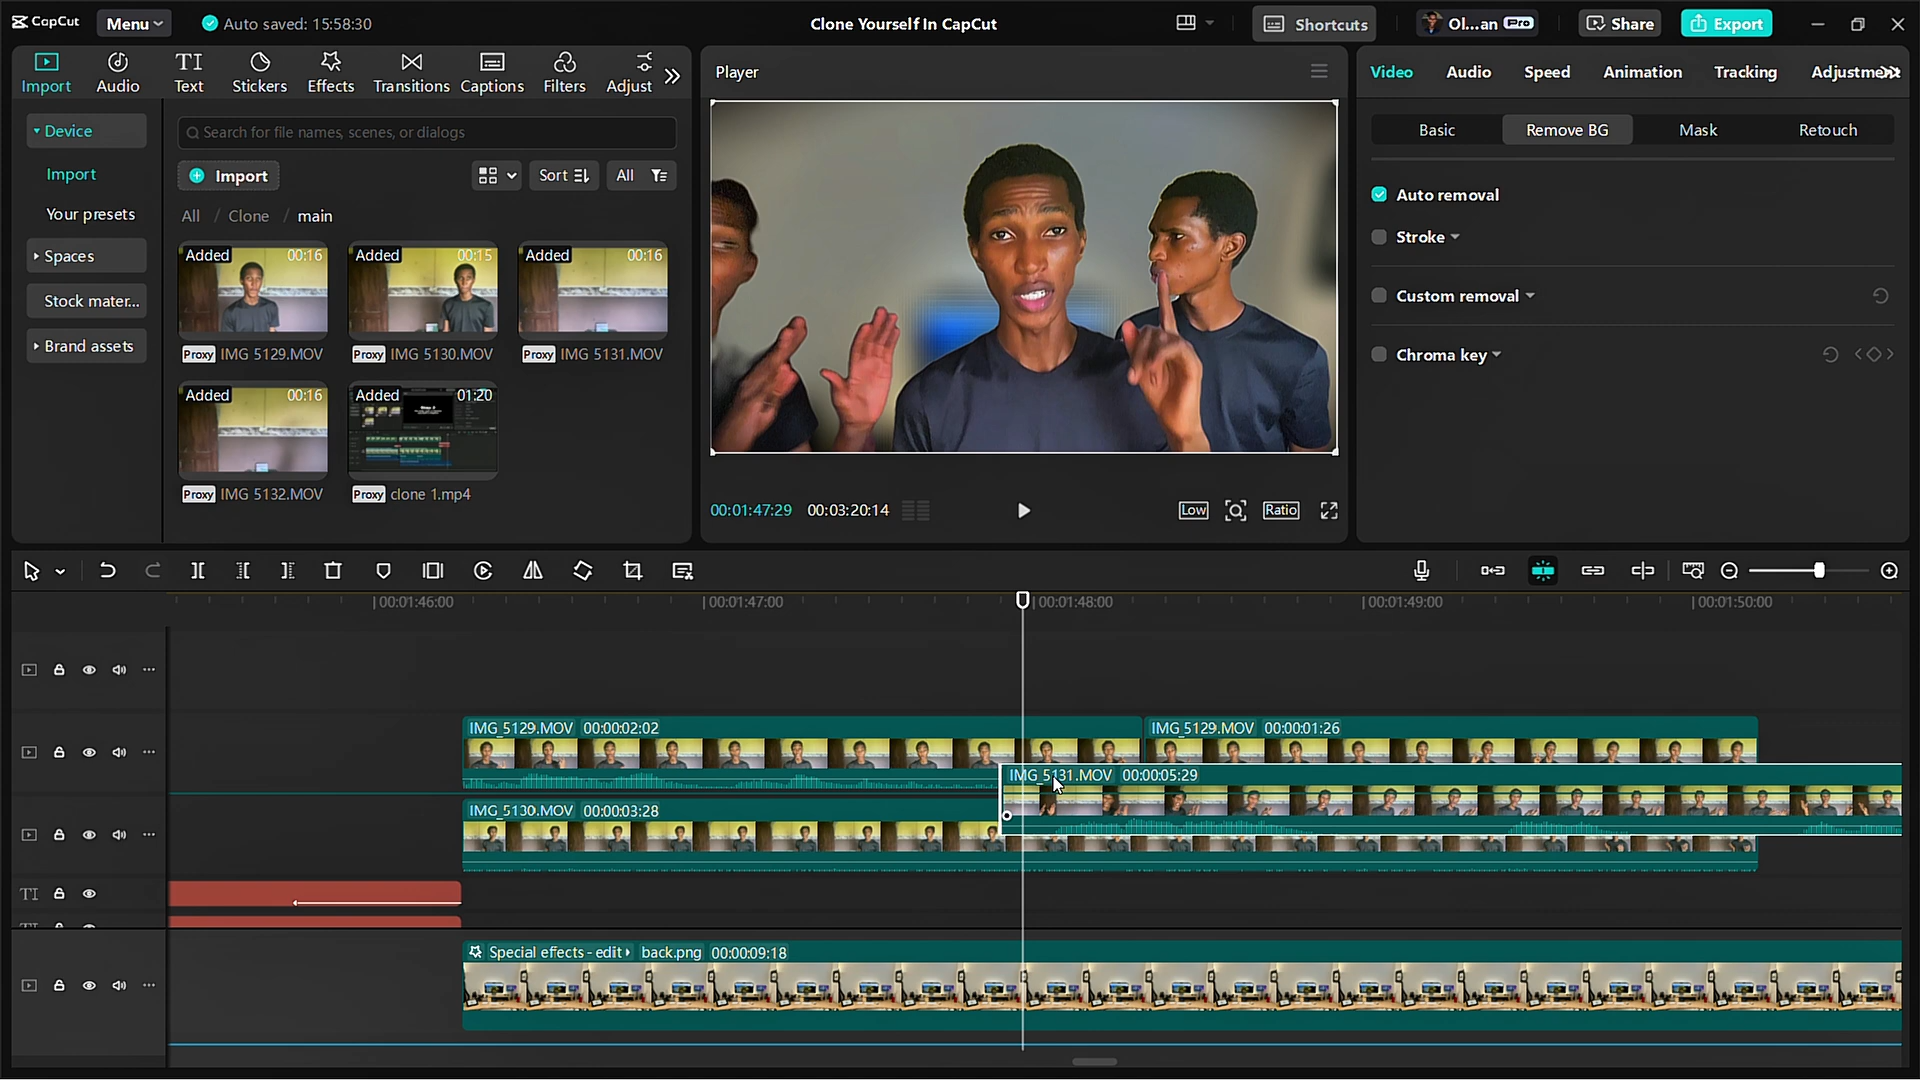 CapCut Menu Auto saved: 15:58:30 Clone Yourself In CapCut Shortcuts Ol...an Pro Share Export
Import Audio Text Stickers Effects Transitions Captions Filters Adjust
Device
Import
Your presets
Spaces
Stock mater...
Brand assets
Search for file names, scenes, or dialogs
Import Sort All
All / Clone / main
Added 00:16 Added 00:15 Added 00:16
Proxy IMG 5129.MOV Proxy IMG 5130.MOV Proxy IMG 5131.MOV
Added 00:16 Added 01:20
Proxy IMG 5132.MOV Proxy clone 1.mp4
Player
00:01:47:29 00:03:20:14 Low Ratio
Video Audio Speed Animation Tracking Adjustment
Basic Remove BG Mask Retouch
Auto removal
Stroke
Custom removal
Chroma key
00:01:46:00 00:01:47:00 00:01:48:00 00:01:49:00 00:01:50:00
IMG_5129.MOV 00:00:02:02 IMG_5129.MOV 00:00:01:26
IMG_5131.MOV 00:00:05:29
IMG_5130.MOV 00:00:03:28
TI
TI
Special effects - edit back.png 00:00:09:18